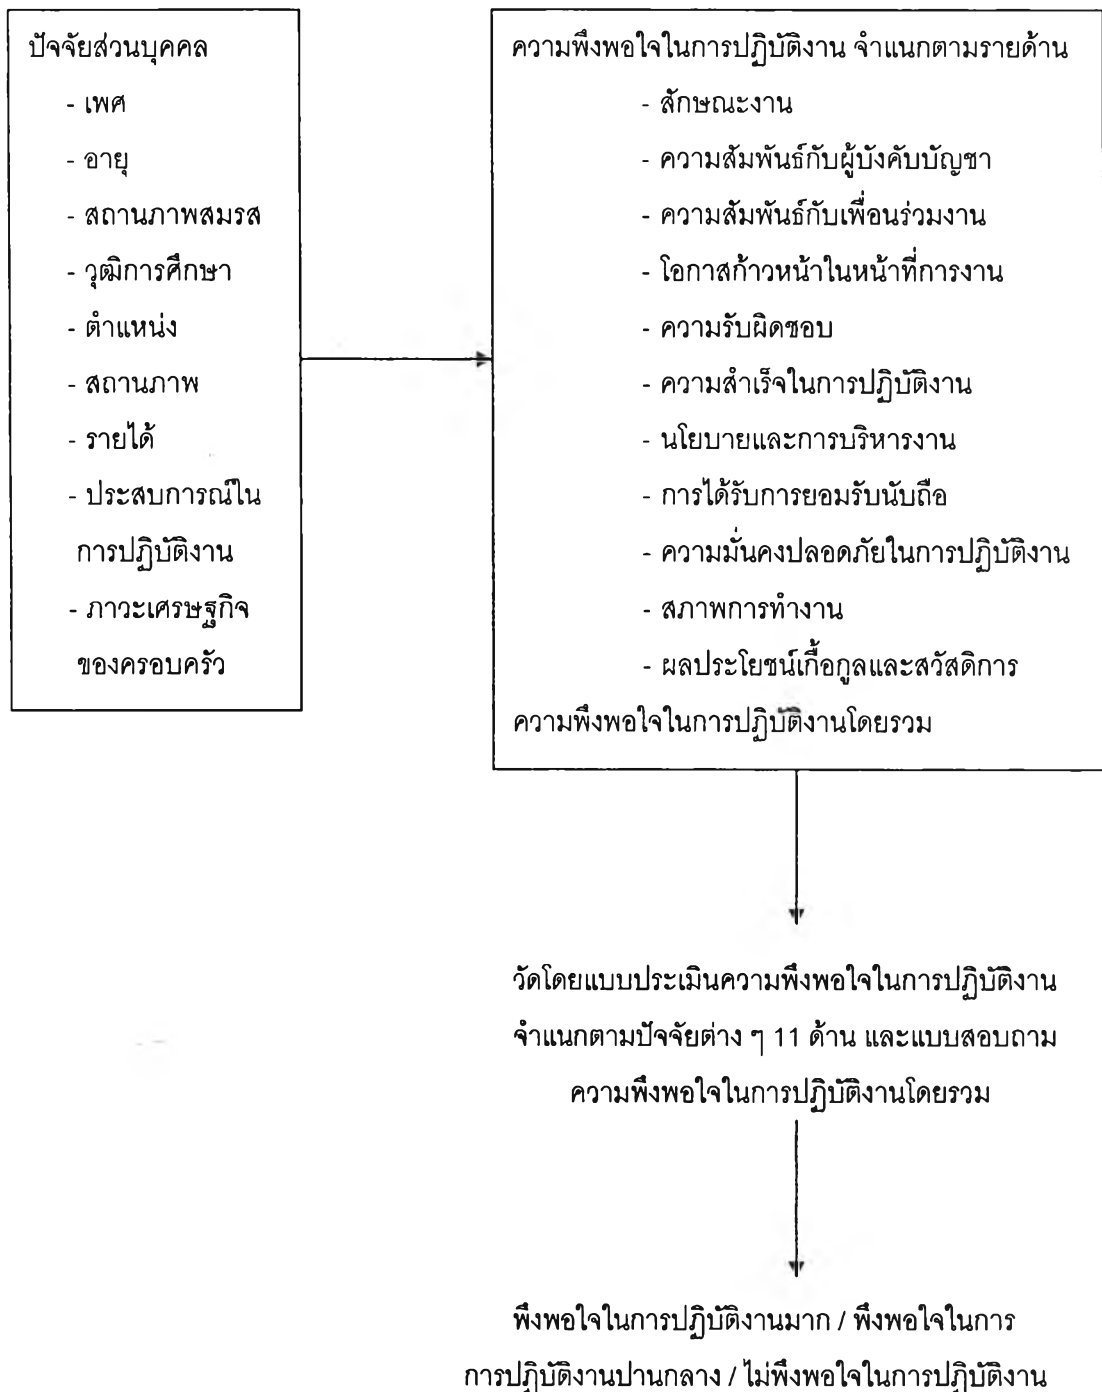 ปัจจัยส่วนบุคคล
- เพศ
- อายุ
- สถานภาพสมรส
- วุฒิการศึกษา
- ตำแหน่ง
- สถานภาพ
- รายได้
- ประสบการณ์ใน
การปฏิบัติงาน
- ภาวะเศรษฐกิจ
ของครอบครัว
ความพึงพอใจในการปฏิบัติงาน จำแนกตามรายด้าน
- ลักษณะงาน
- ความสัมพันธ์กับผู้บังคับบัญชา
- ความสัมพันธ์กับเพื่อนร่วมงาน
- โอกาสก้าวหน้าในหน้าที่การงาน
- ความรับผิดชอบ
- ความสำเร็จในการปฏิบัติงาน
- นโยบายและการบริหารงาน
- การได้รับการยอมรับนับถือ
- ความมั่นคงปลอดภัยในการปฏิบัติงาน
- สภาพการทำงาน
- ผลประโยชน์เกื้อกูลและสวัสดิการ
ความพึงพอใจในการปฏิบัติงานโดยรวม
วัดโดยแบบประเมินความพึงพอใจในการปฏิบัติงาน
จำแนกตามปัจจัยต่าง ๆ 11 ด้าน และแบบสอบถาม
ความพึงพอใจในการปฏิบัติงานโดยรวม
พึงพอใจในการปฏิบัติงานมาก / พึงพอใจในการ
การปฏิบัติงานปานกลาง / ไม่พึงพอใจในการปฏิบัติงาน